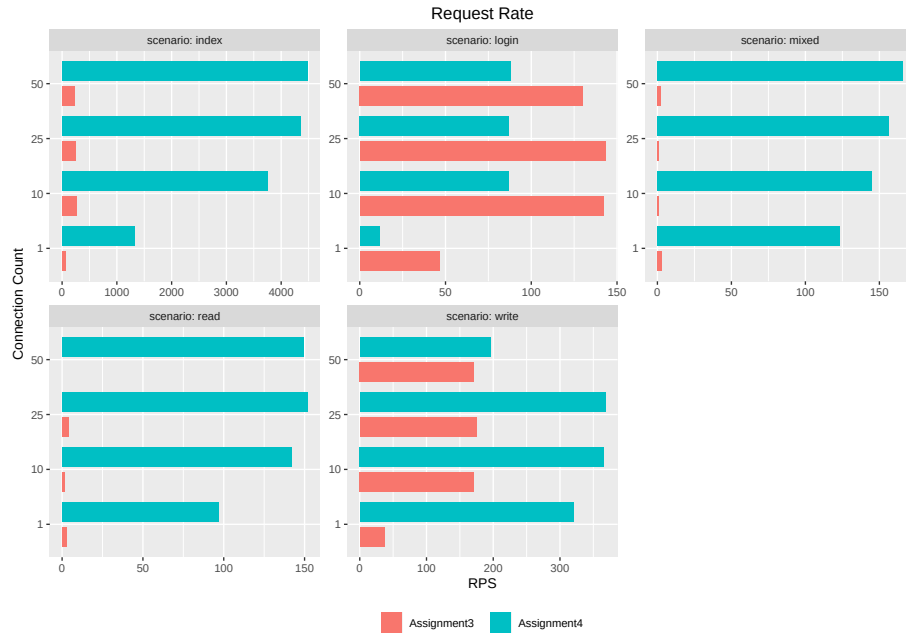 Request Rate
scenario: index
scenario: login
scenario: mixed
50
25
10
1
0 1000 2000 3000 4000
50
25
10
1
0 50 100 150
50
25
10
1
0 50 100 150
Connection Count
scenario: read
scenario: write
50
25
10
1
0 50 100 150
50
25
10
1
0 100 200 300
RPS
Assignment3 Assignment4